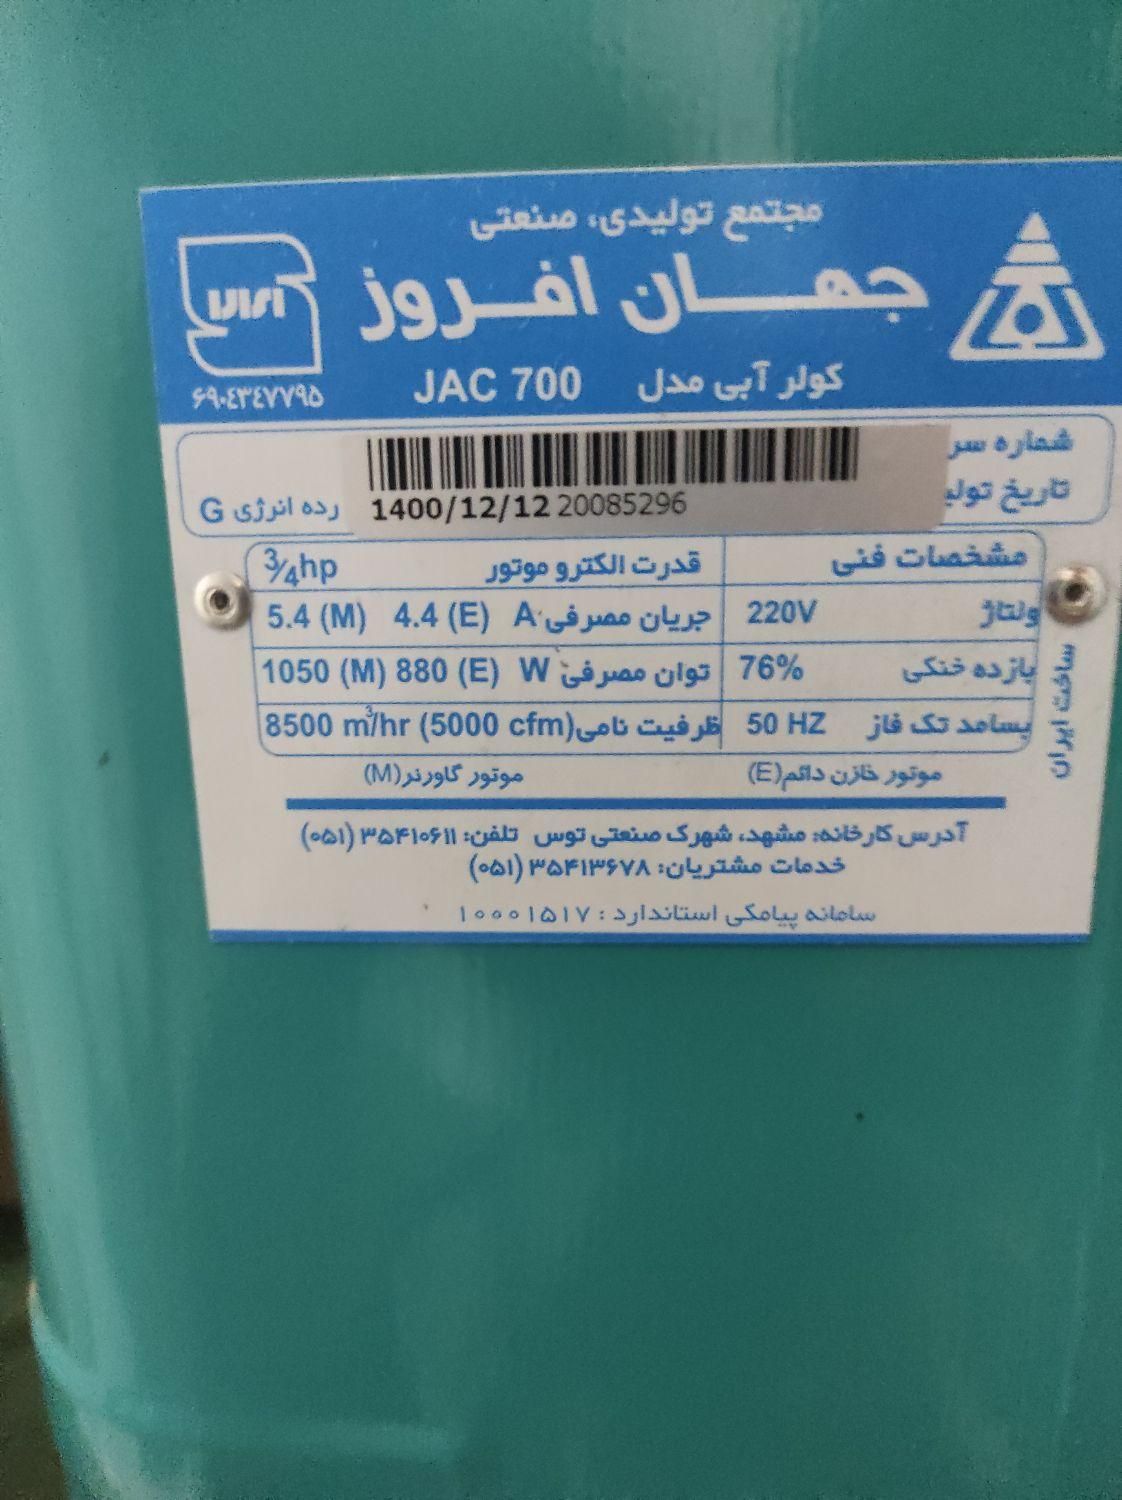 مجتمع تولیدی، صنعتی
جهان افروز
کولر آبی مدل JAC 700
۶۹۰۴۳۴۷۷۹۵
شماره سر
تاریخ تولی
1400/12/12 20085296
رده انرژی G
مشخصات فنی
قدرت الکترو موتور 3/4hp
ولتاژ 220V
جریان مصرفی A 4.4 (E) 5.4 (M)
بازده خنکی 76%
توان مصرفی W 880 (E) 1050 (M)
بسامد تک فاز 50 HZ
ظرفیت نامی 8500 m³/hr (5000 cfm)
موتور خازن دائم(E) موتور گاورنر(M)
ساخت ایران
آدرس کارخانه: مشهد، شهرک صنعتی توس تلفن: ۳۵۴۱۰۶۱۱ (۰۵۱)
خدمات مشتریان: ۳۵۴۱۳۶۷۸ (۰۵۱)
سامانه پیامکی استاندارد : ۱۰۰۰۱۵۱۷